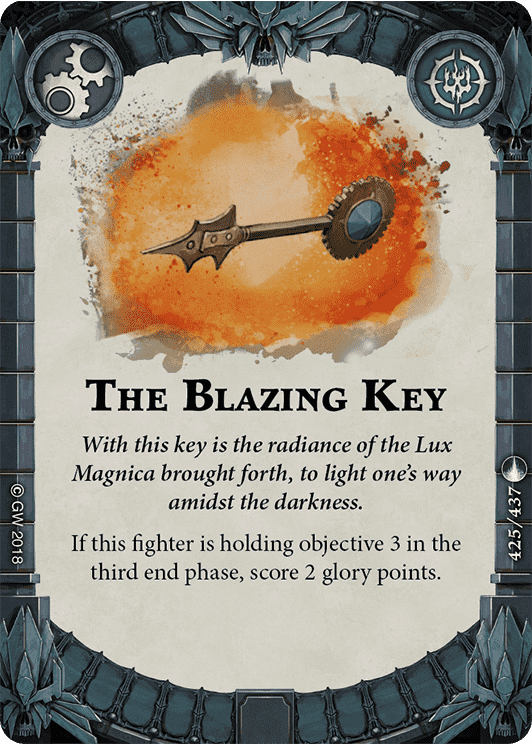 The Blazing Key
With this key is the radiance of the Lux
Magnica brought forth, to light one's way
amidst the darkness.
If this fighter is holding objective 3 in the
third end phase, score 2 glory points.
© GW 2018
425/437